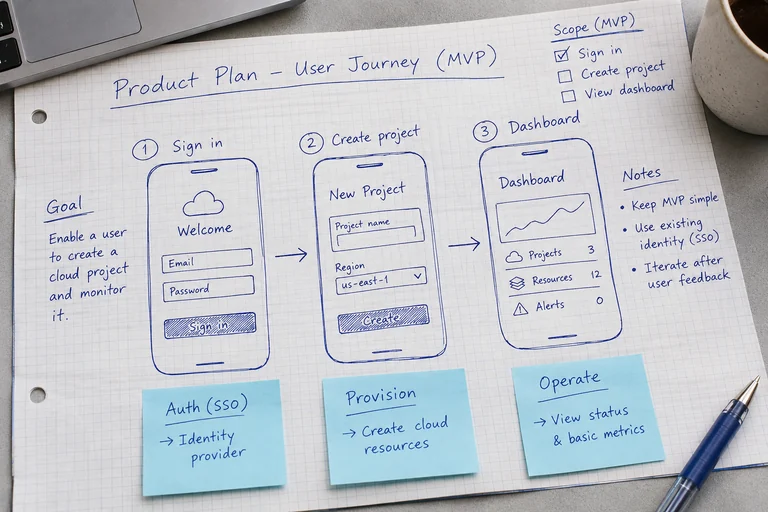 Product Plan – User Journey (MVP)
Scope (MVP)
Sign in
Create project
View dashboard
Goal
Enable a user
to create a
cloud project
and monitor
it.
1 Sign in
Welcome
Email
Password
Sign in
2 Create project
New Project
Project name
Region
us-east-1
Create
3 Dashboard
Dashboard
Projects 3
Resources 12
Alerts 0
Notes
• Keep MVP simple
• Use existing
identity (SSO)
• Iterate after
user feedback
Auth (SSO)
→ Identity
provider
Provision
→ Create cloud
resources
Operate
→ View status
& basic metrics